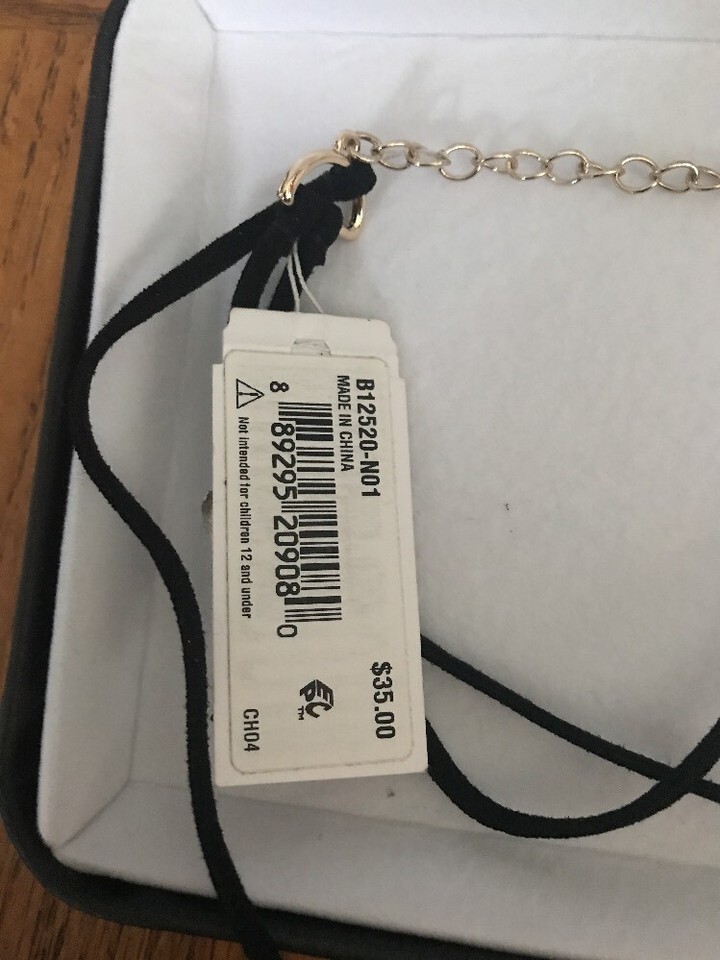 B12520-N01
MADE IN CHINA
8 89295 20908 0
Not intended for children 12 and under
$35.00
EPC™
CH04